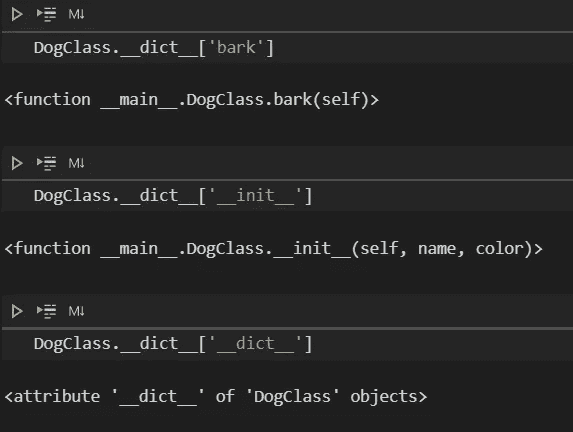 M↓
DogClass.__dict__['bark']
<function __main__.DogClass.bark(self)>
M↓
DogClass.__dict__['__init__']
<function __main__.DogClass.__init__(self, name, color)>
M↓
DogClass.__dict__['__dict__']
<attribute '__dict__' of 'DogClass' objects>